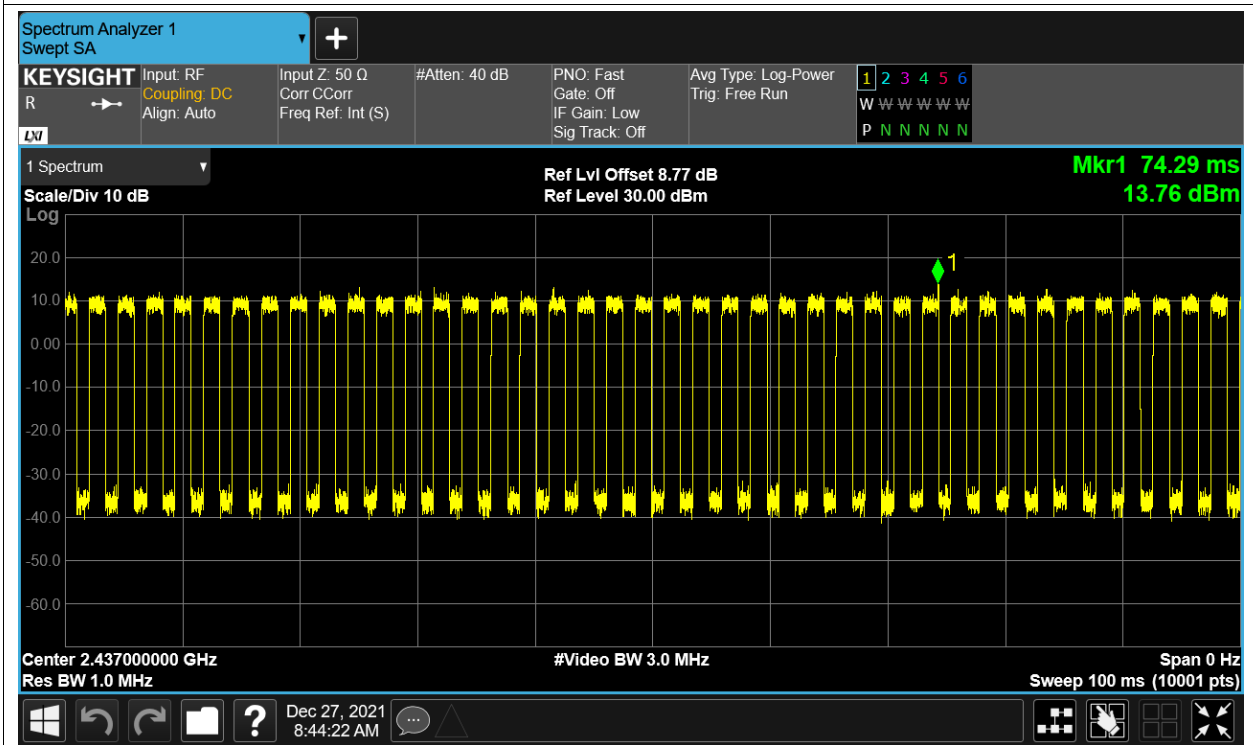 Spectrum Analyzer 1
Swept SA
KEYSIGHT
R
LXI
Input: RF
Coupling: DC
Align: Auto
Input Z: 50 Ω
Corr CCorr
Freq Ref: Int (S)
#Atten: 40 dB
PNO: Fast
Gate: Off
IF Gain: Low
Sig Track: Off
Avg Type: Log-Power
Trig: Free Run
1 2 3 4 5 6
W W W W W W
P N N N N N
1 Spectrum
Scale/Div 10 dB
Ref Lvl Offset 8.77 dB
Ref Level 30.00 dBm
Mkr1 74.29 ms
13.76 dBm
Log
1
20.0
10.0
0.00
-10.0
-20.0
-30.0
-40.0
-50.0
-60.0
Center 2.437000000 GHz
Res BW 1.0 MHz
#Video BW 3.0 MHz
Span 0 Hz
Sweep 100 ms (10001 pts)
?
Dec 27, 2021
8:44:22 AM